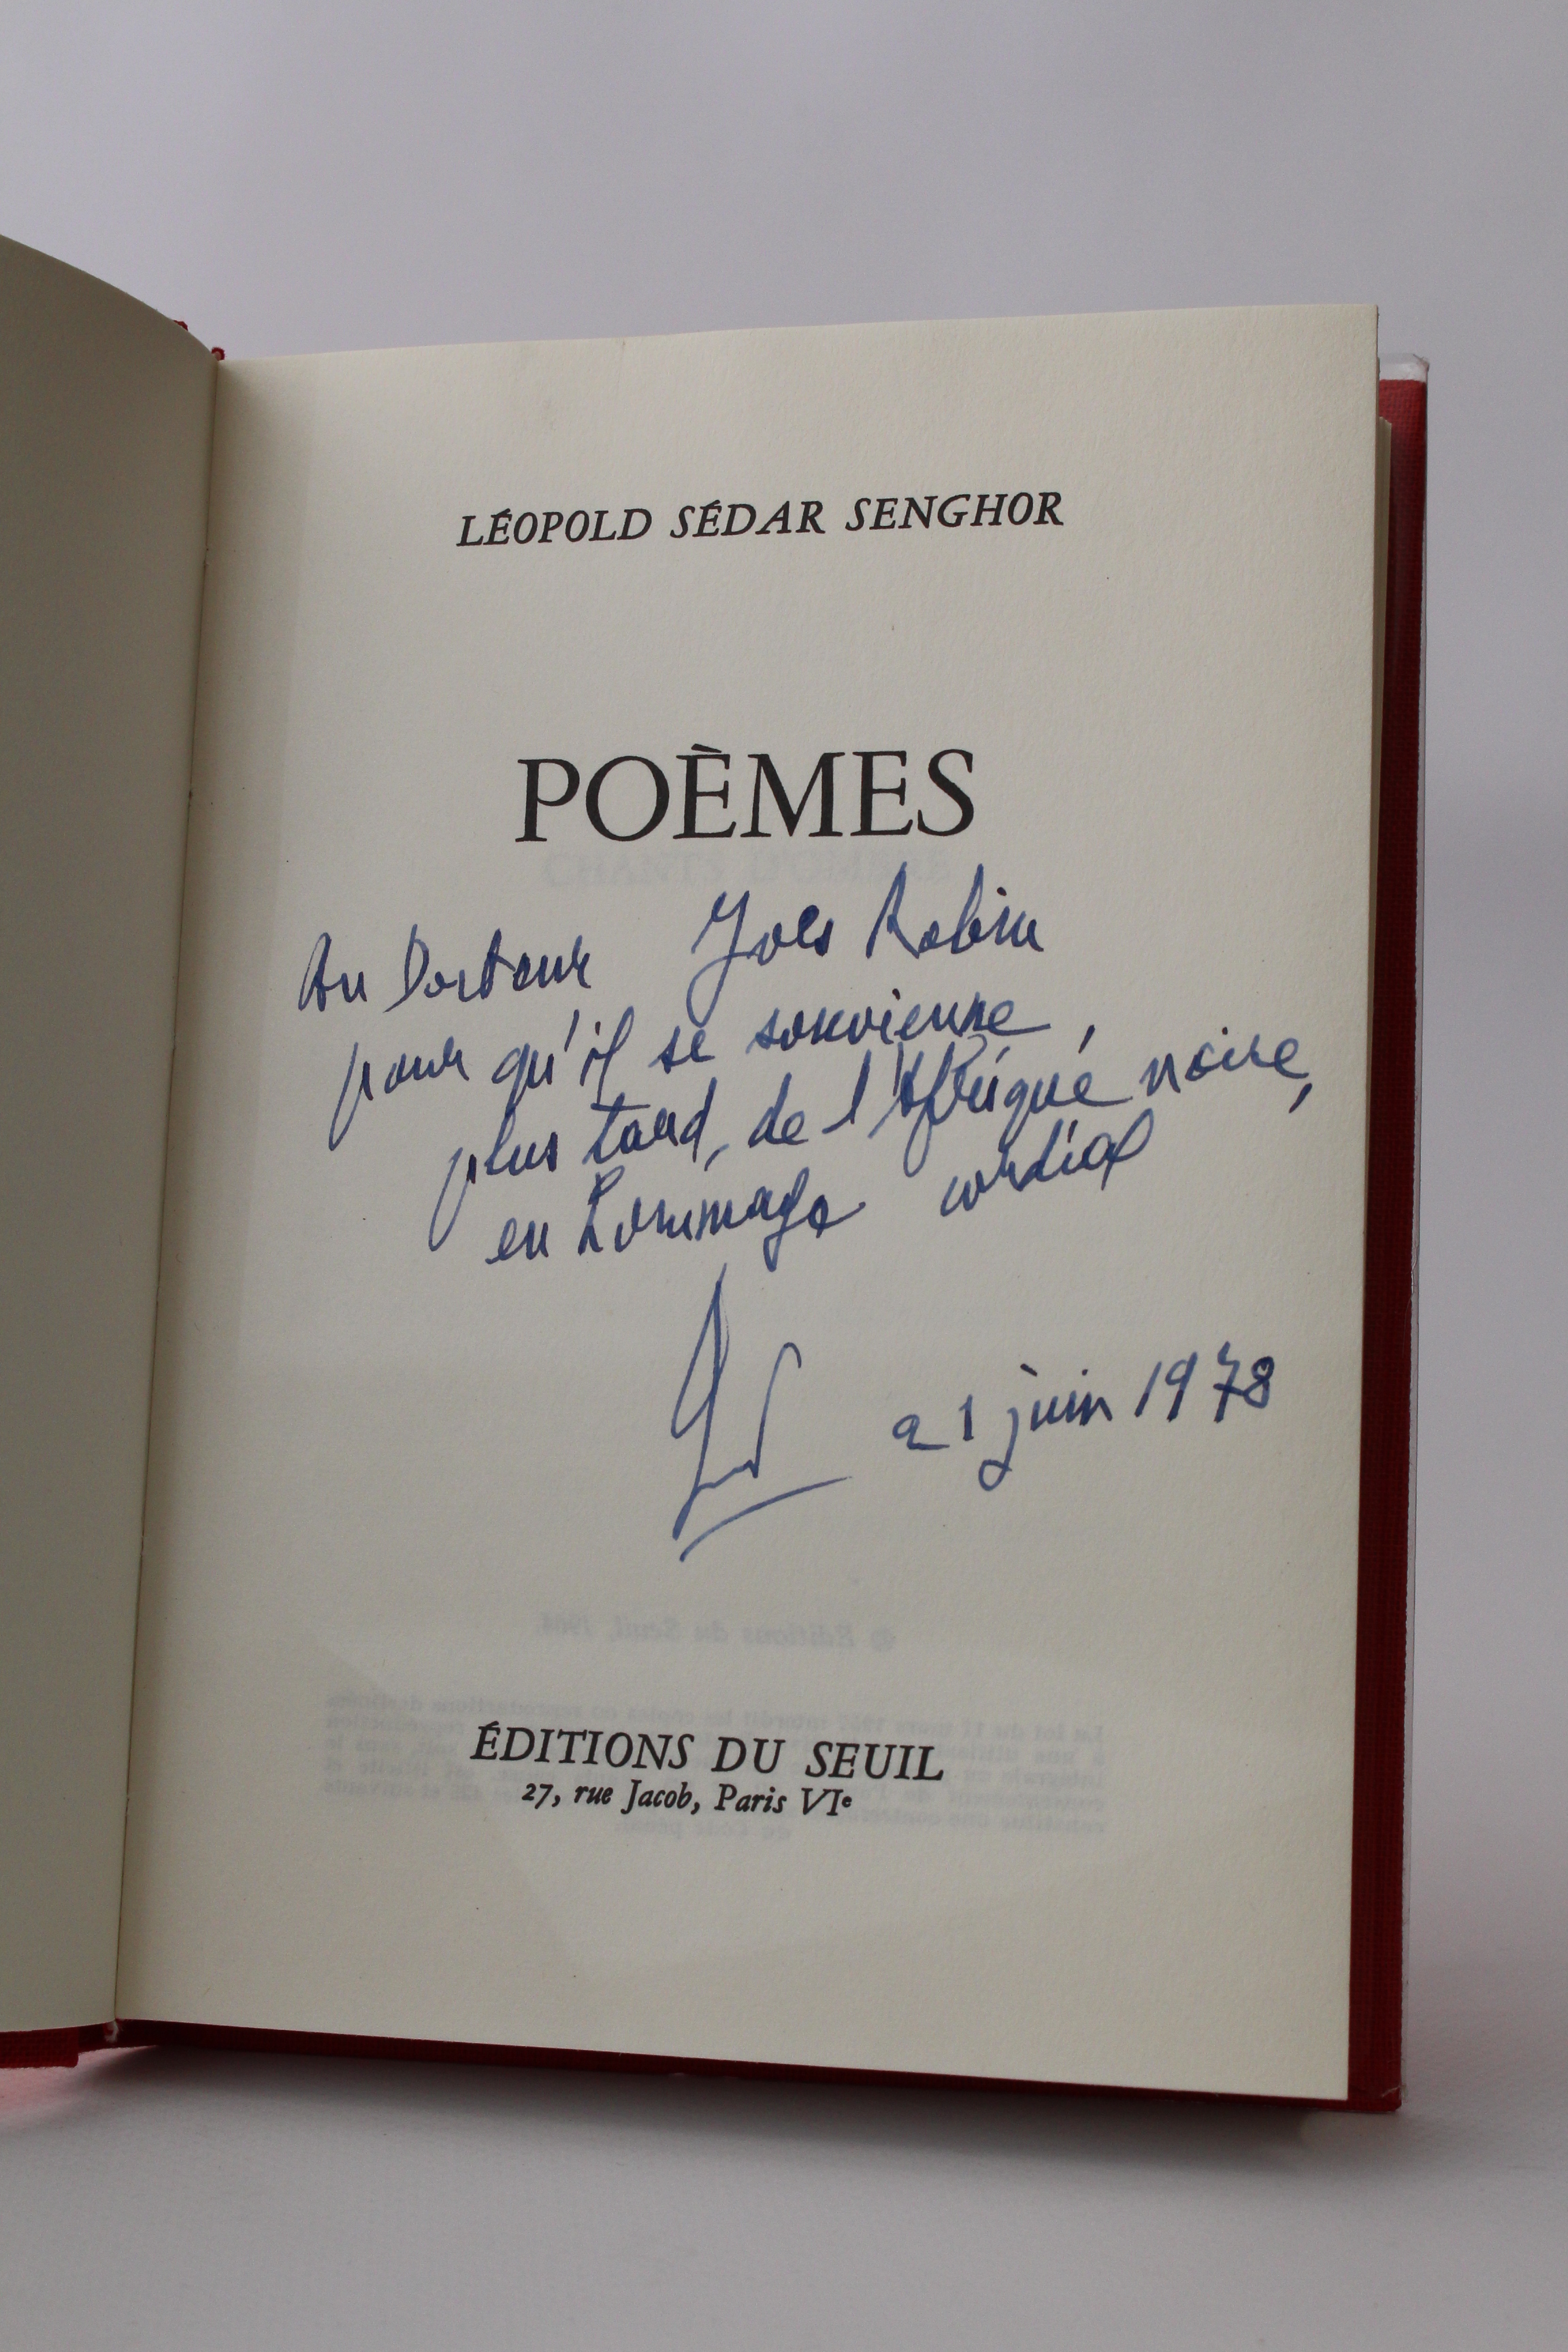 LÉOPOLD SÉDAR SENGHOR
POÈMES
Au Docteur Yves Robin
pour qu'il se souvienne,
plus tard, de l'Afrique noire,
en hommage cordial
21 juin 1978
ÉDITIONS DU SEUIL
27, rue Jacob, Paris VIe